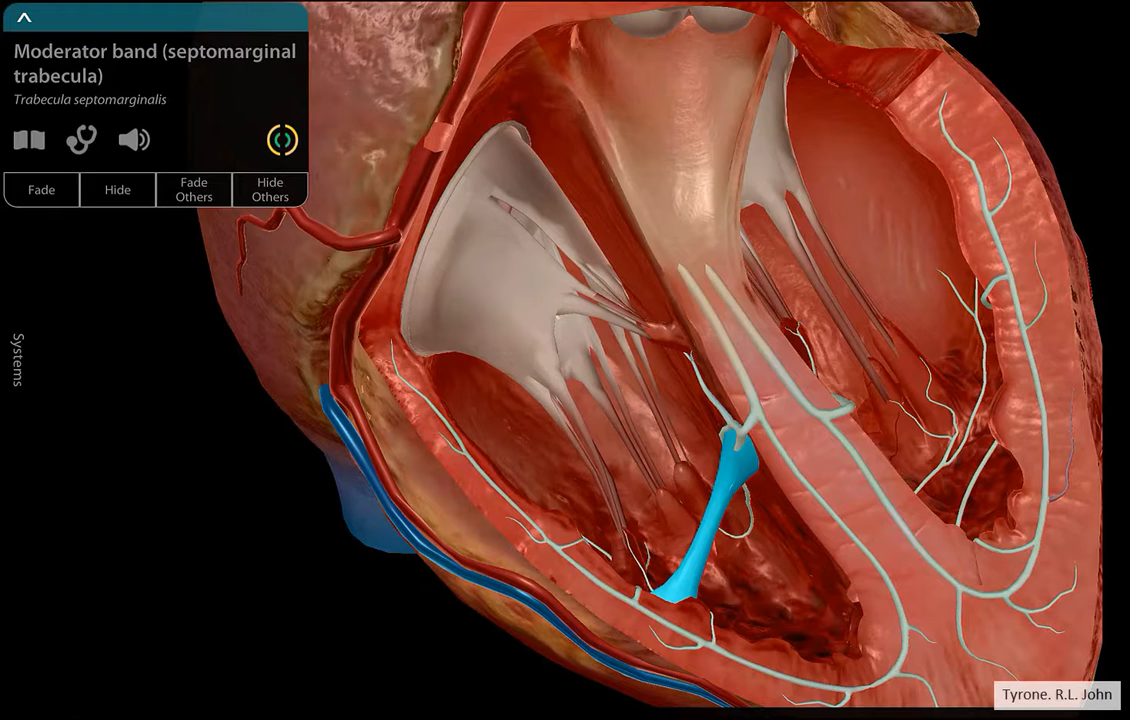 Moderator band (septomarginal
trabecula)
Trabecula septomarginalis
Fade
Hide
Fade
Others
Hide
Others
Systems
Tyrone. R.L. John